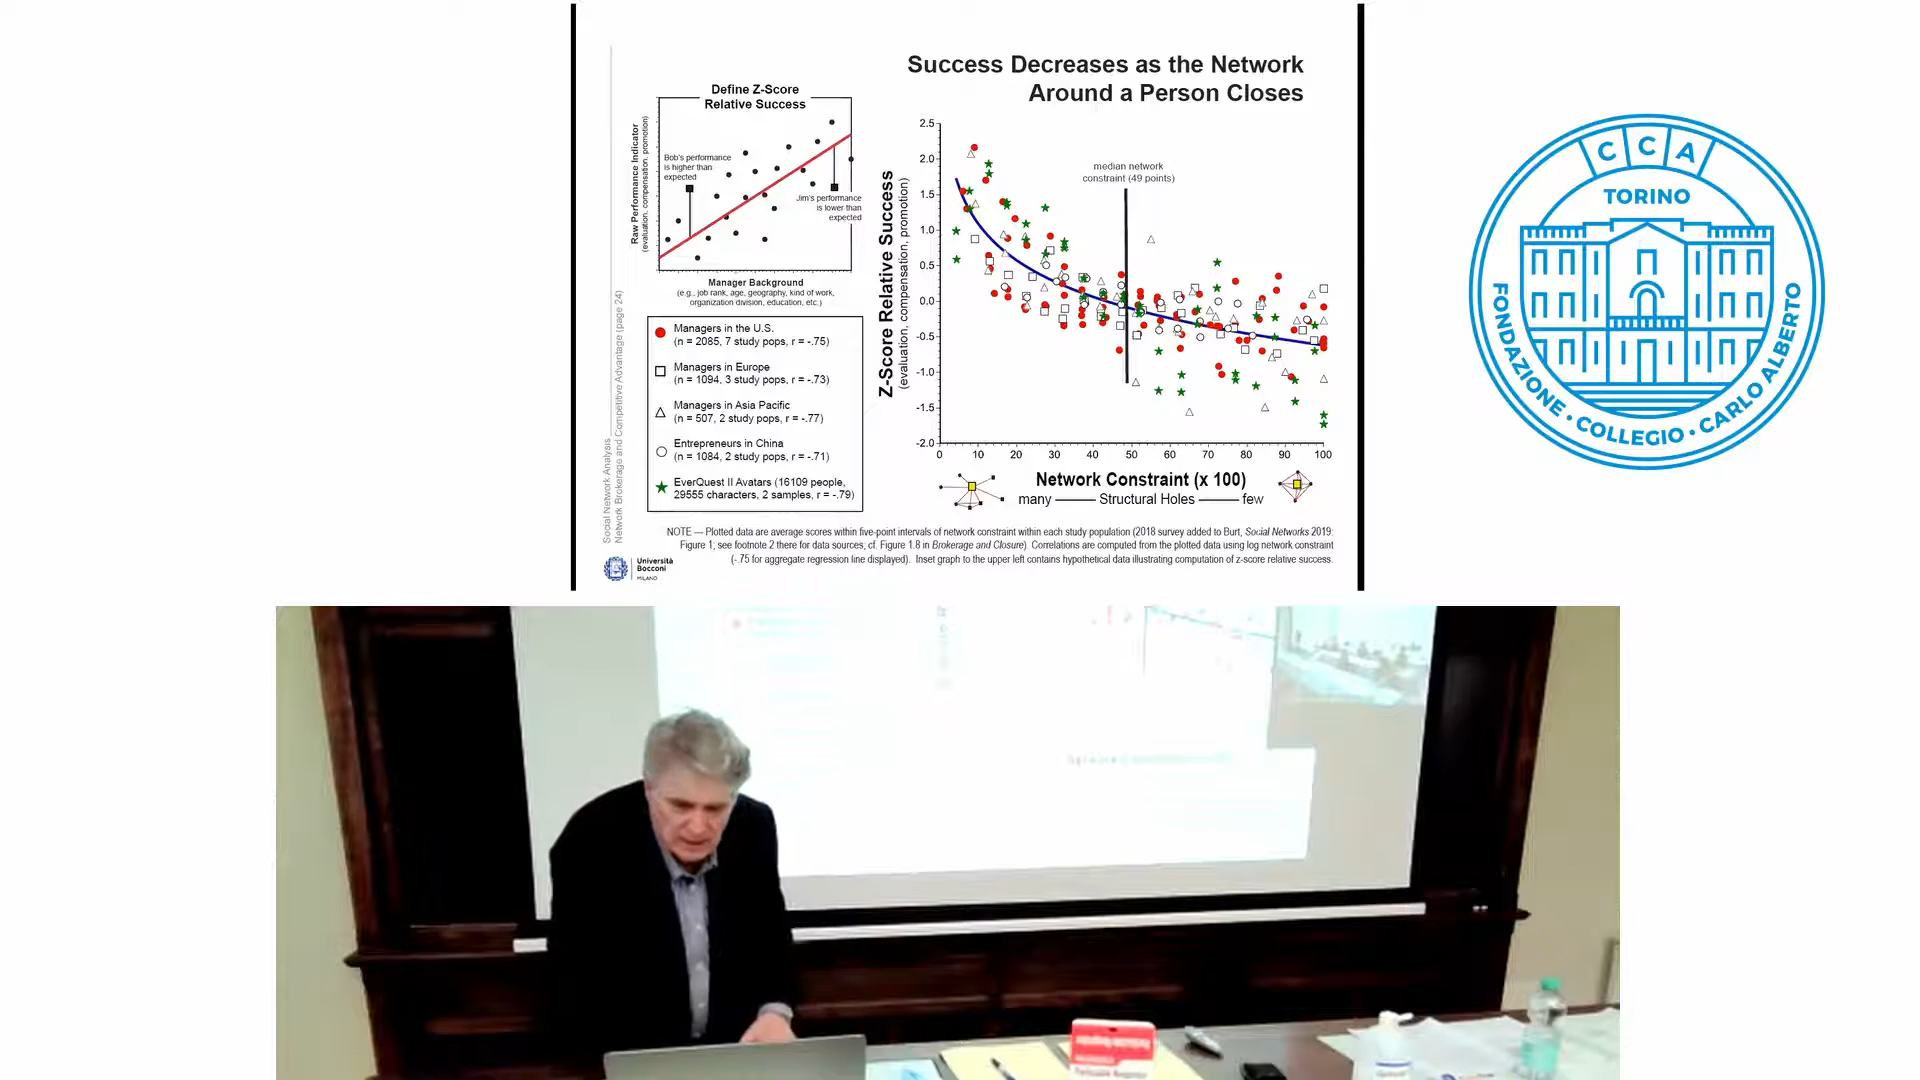 Success Decreases as the Network
Around a Person Closes
Define Z-Score
Relative Success
Raw Performance Indicator
(evaluation, compensation, promotion)
Bob's performance
is higher than
expected
Jim's performance
is lower than
expected
Manager Background
(e.g., job rank, age, geography, kind of work,
organization division, education, etc.)
Managers in the U.S.
(n = 2085, 7 study pops, r = -.75)
Managers in Europe
(n = 1094, 3 study pops, r = -.73)
Managers in Asia Pacific
(n = 507, 2 study pops, r = -.77)
Entrepreneurs in China
(n = 1084, 2 study pops, r = -.71)
EverQuest II Avatars (16109 people,
29555 characters, 2 samples, r = -.79)
Z-Score Relative Success
(evaluation, compensation, promotion)
2.5
2.0
1.5
1.0
0.5
0.0
-0.5
-1.0
-1.5
-2.0
median network
constraint (49 points)
0 10 20 30 40 50 60 70 80 90 100
Network Constraint (x 100)
many Structural Holes few
NOTE — Plotted data are average scores within five-point intervals of network constraint within each study population (2018 survey added to Burt, Social Networks 2019:
Figure 1; see footnote 2 there for data sources; cf. Figure 1.8 in Brokerage and Closure). Correlations are computed from the plotted data using log network constraint
(-.75 for aggregate regression line displayed). Inset graph to the upper left contains hypothetical data illustrating computation of z-score relative success.
Social Network Analysis
Network Brokerage and Competitive Advantage (page 24)
Università
Bocconi
MILANO
CCA
TORINO
FONDAZIONE • COLLEGIO • CARLO ALBERTO